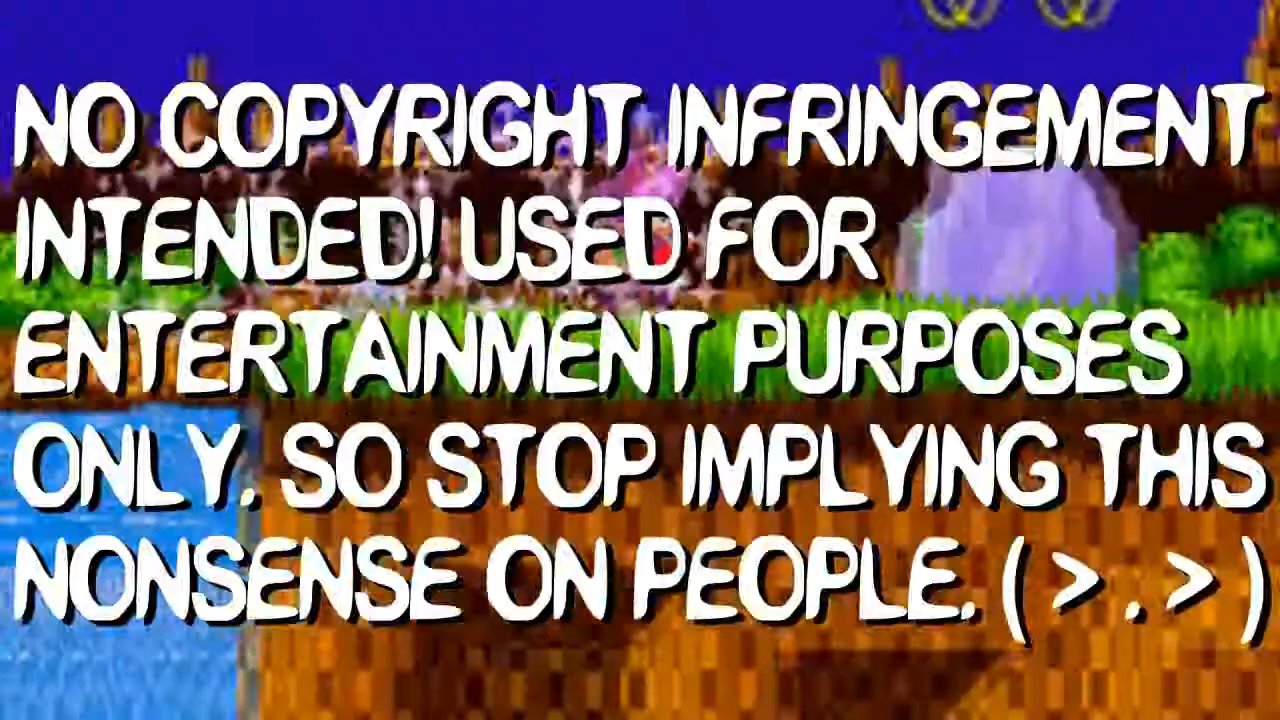 NO COPYRIGHT INFRINGEMENT
INTENDED! USED FOR
ENTERTAINMENT PURPOSES
ONLY. SO STOP IMPLYING THIS
NONSENSE ON PEOPLE. ( > . > )